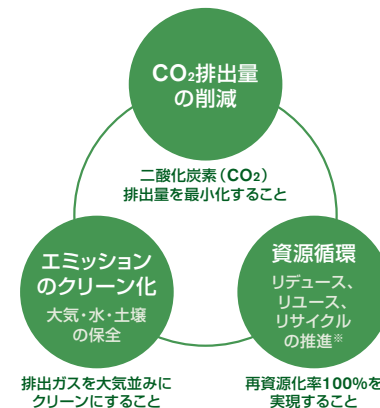 CO₂排出量
の削減
二酸化炭素（CO₂）
排出量を最小化すること
エミッション
のクリーン化
大気・水・土壌
の保全
排出ガスを大気並みに
クリーンにすること
資源循環
リデュース、
リユース、
リサイクル
の推進※
再資源化率100%を
実現すること